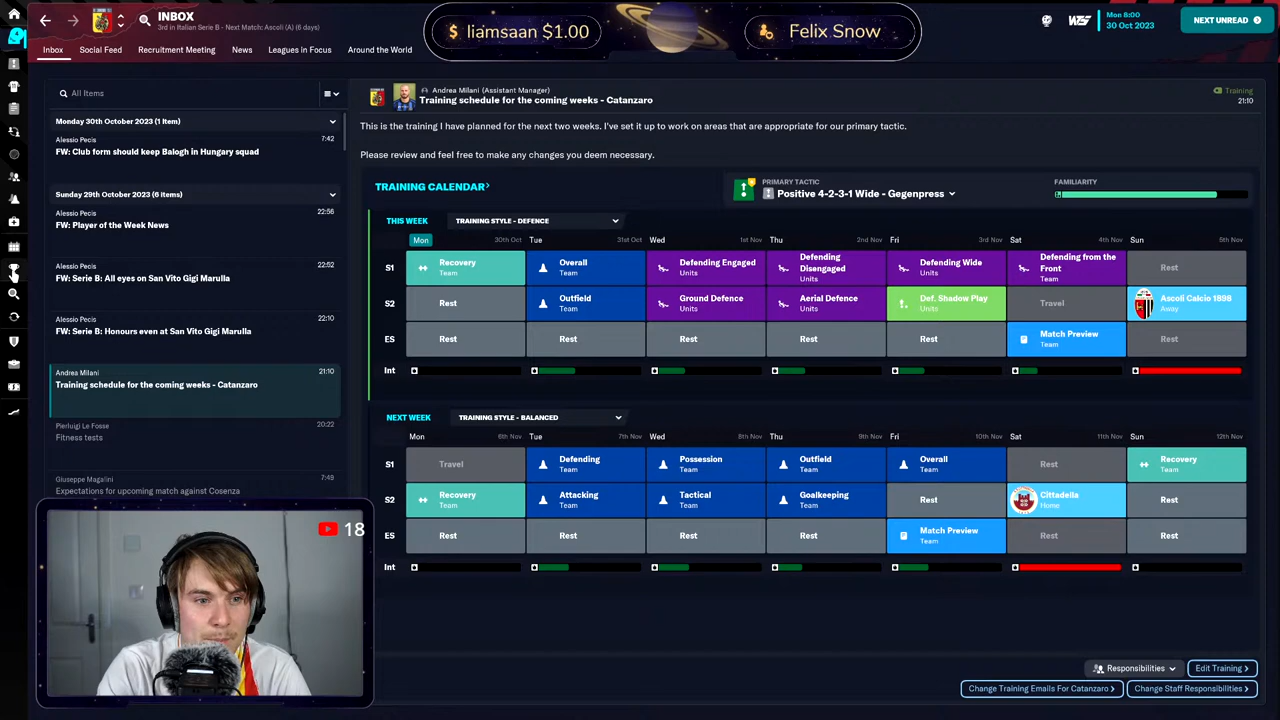 INBOX
3rd in Italian Serie B - Next Match: Ascoli (A) (6 days)
$ liamsaan $1.00
Felix Snow
Mon 8:00
30 Oct 2023
NEXT UNREAD
Inbox Social Feed Recruitment Meeting News Leagues in Focus Around the World
All Items
Monday 30th October 2023 (1 Item)
Alessio Pecis 7:42
FW: Club form should keep Balogh in Hungary squad
Sunday 29th October 2023 (6 items)
Alessio Pecis 22:56
FW: Player of the Week News
Alessio Pecis 22:52
FW: Serie B: All eyes on San Vito Gigi Marulla
Alessio Pecis 22:10
FW: Serie B: Honours even at San Vito Gigi Marulla
Andrea Milani 21:10
Training schedule for the coming weeks - Catanzaro
Pierluigi Le Fosse 20:22
Fitness tests
Giuseppe Magalini 7:49
Expectations for upcoming match against Cosenza
18
Andrea Milani (Assistant Manager)
Training schedule for the coming weeks - Catanzaro
Training
21:10
This is the training I have planned for the next two weeks. I've set it up to work on areas that are appropriate for our primary tactic.
Please review and feel free to make any changes you deem necessary.
TRAINING CALENDAR
PRIMARY TACTIC
Positive 4-2-3-1 Wide - Gegenpress
FAMILIARITY
THIS WEEK TRAINING STYLE - DEFENCE
Mon 30th Oct Tue 31st Oct Wed 1st Nov Thu 2nd Nov Fri 3rd Nov Sat 4th Nov Sun 5th Nov
S1 Recovery Team Overall Team Defending Engaged Units Defending Disengaged Units Defending Wide Units Defending from the Front Team Rest
S2 Rest Outfield Team Ground Defence Units Aerial Defence Units Def. Shadow Play Units Travel Ascoli Calcio 1898 Away
ES Rest Rest Rest Rest Rest Match Preview Team Rest
Int
NEXT WEEK TRAINING STYLE - BALANCED
Mon 6th Nov Tue 7th Nov Wed 8th Nov Thu 9th Nov Fri 10th Nov Sat 11th Nov Sun 12th Nov
S1 Travel Defending Team Possession Team Outfield Team Overall Team Rest Recovery Team
S2 Recovery Team Attacking Team Tactical Team Goalkeeping Team Rest Cittadella Home Rest
ES Rest Rest Rest Rest Match Preview Team Rest Rest
Int
Responsibilities Edit Training
Change Training Emails For Catanzaro Change Staff Responsibilities